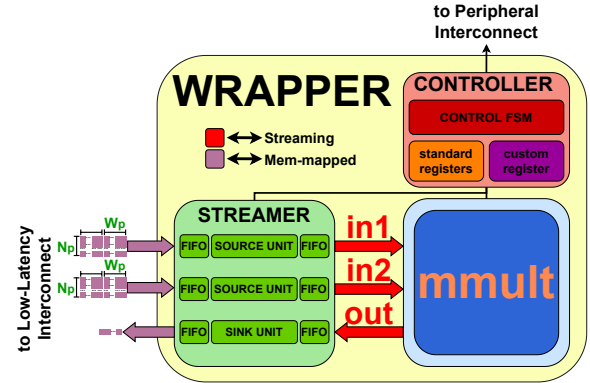 to Peripheral
Interconnect
WRAPPER
CONTROLLER
CONTROL FSM
standard
registers
custom
register
Streaming
Mem-mapped
STREAMER
in1
Wp
Np
FIFO SOURCE UNIT FIFO
in2
Wp
Np
FIFO SOURCE UNIT FIFO
mmult
out
FIFO SINK UNIT FIFO
to Low-Latency
Interconnect